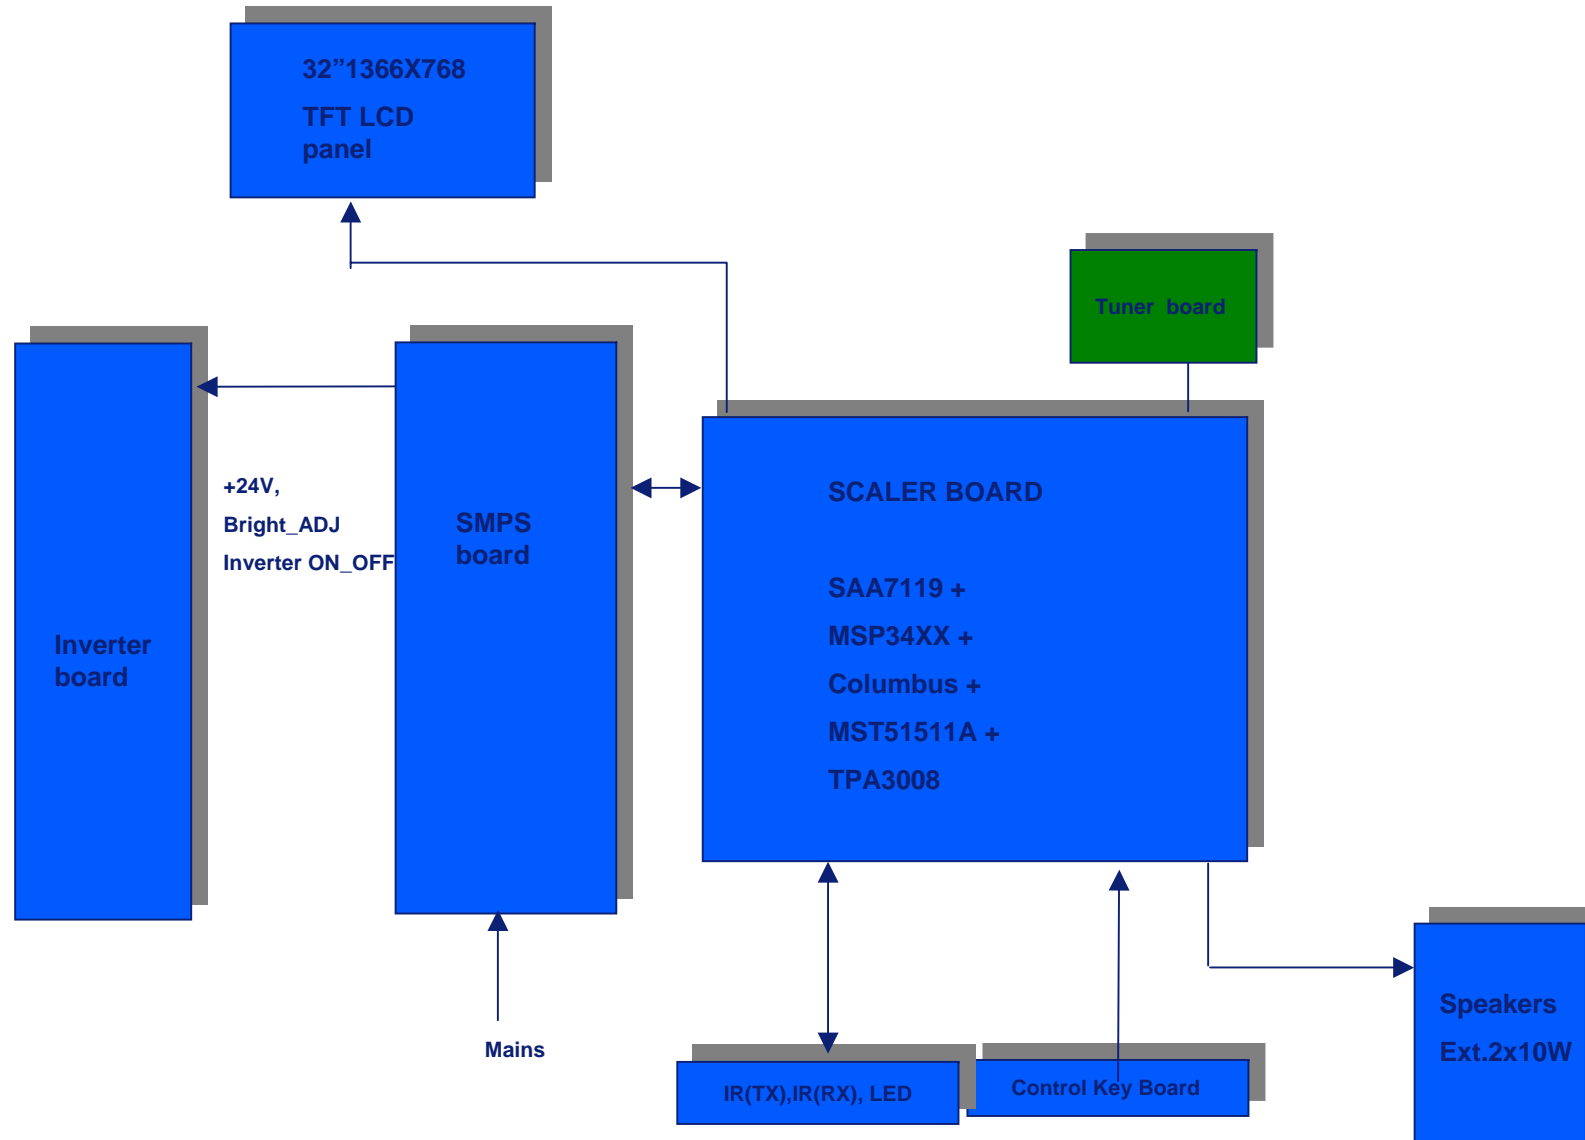 32”1366X768
TFT LCD
panel
Tuner board
+24V,
Bright_ADJ
Inverter ON_OFF
SMPS
board
Inverter
board
SCALER BOARD
SAA7119 +
MSP34XX +
Columbus +
MST51511A +
TPA3008
Mains
IR(TX),IR(RX), LED
Control Key Board
Speakers
Ext.2x10W